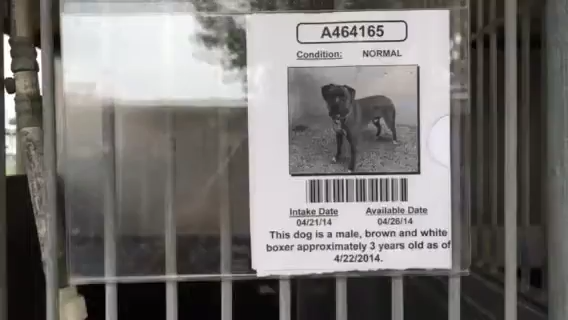 A464165
Condition: NORMAL
Intake Date Available Date
04/21/14 04/26/14
This dog is a male, brown and white
boxer approximately 3 years old as of
4/22/2014.